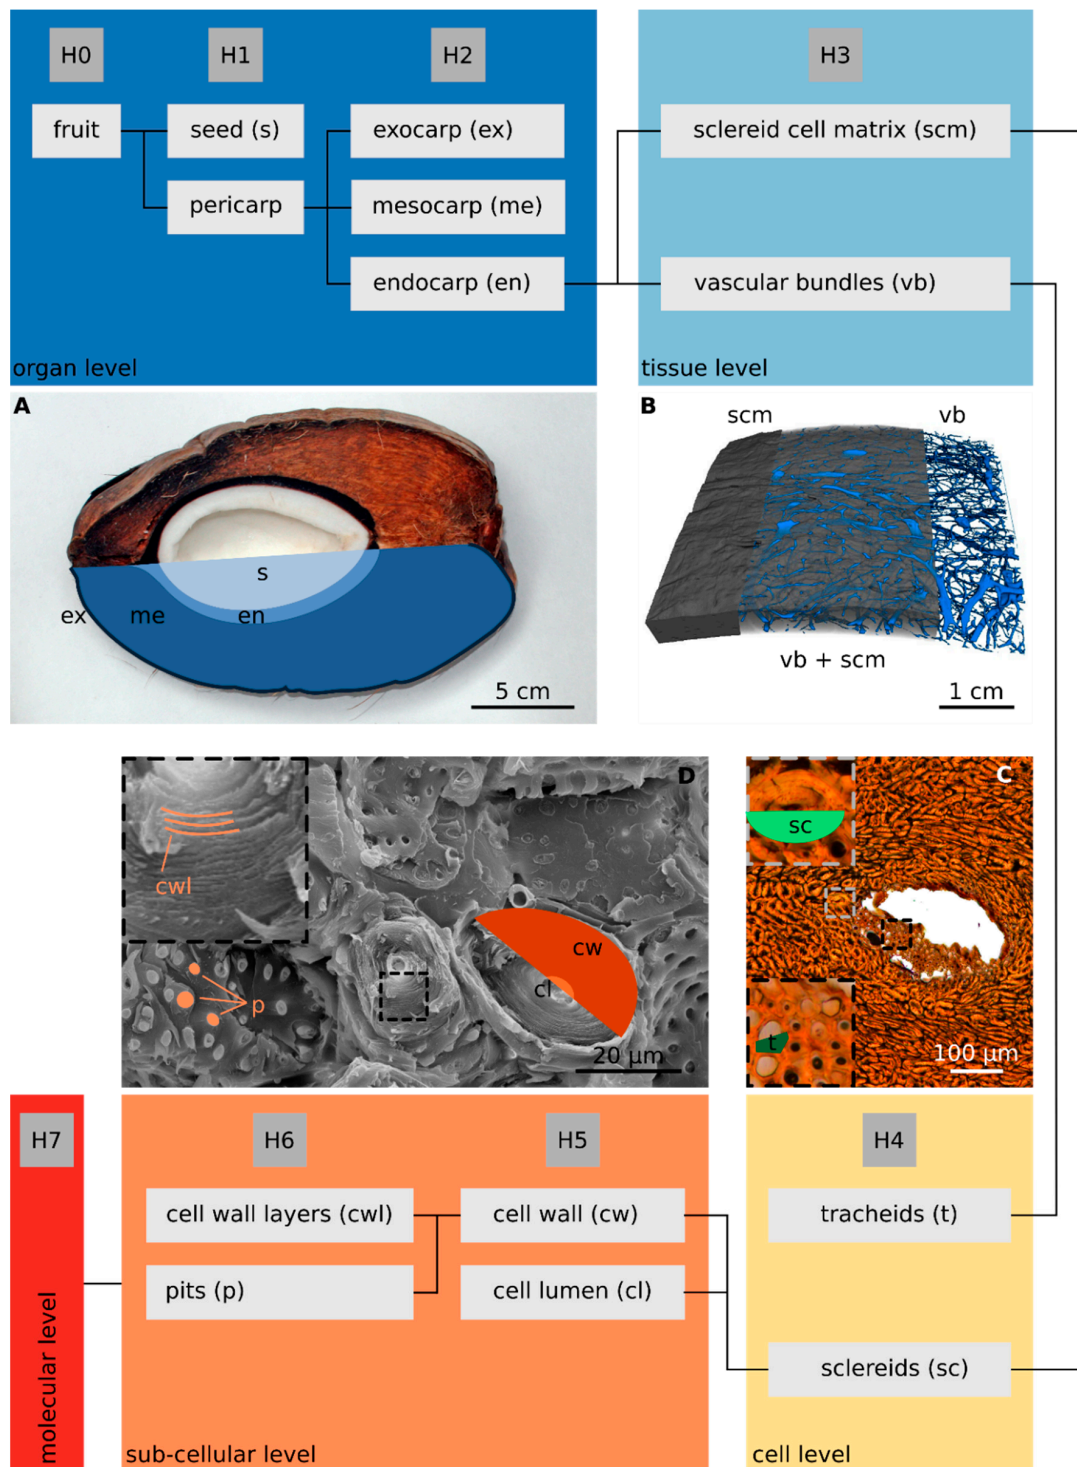 H0 H1 H2 H3
fruit seed (s) exocarp (ex) sclereid cell matrix (scm)
pericarp mesocarp (me)
endocarp (en) vascular bundles (vb)
organ level tissue level
A
s
ex me en
5 cm
B
scm vb
vb + scm
1 cm
D
cwl
p
cw
cl
20 µm
C
sc
t
100 µm
H7 H6 H5 H4
cell wall layers (cwl) cell wall (cw) tracheids (t)
pits (p) cell lumen (cl)
sclereids (sc)
molecular level
sub-cellular level cell level